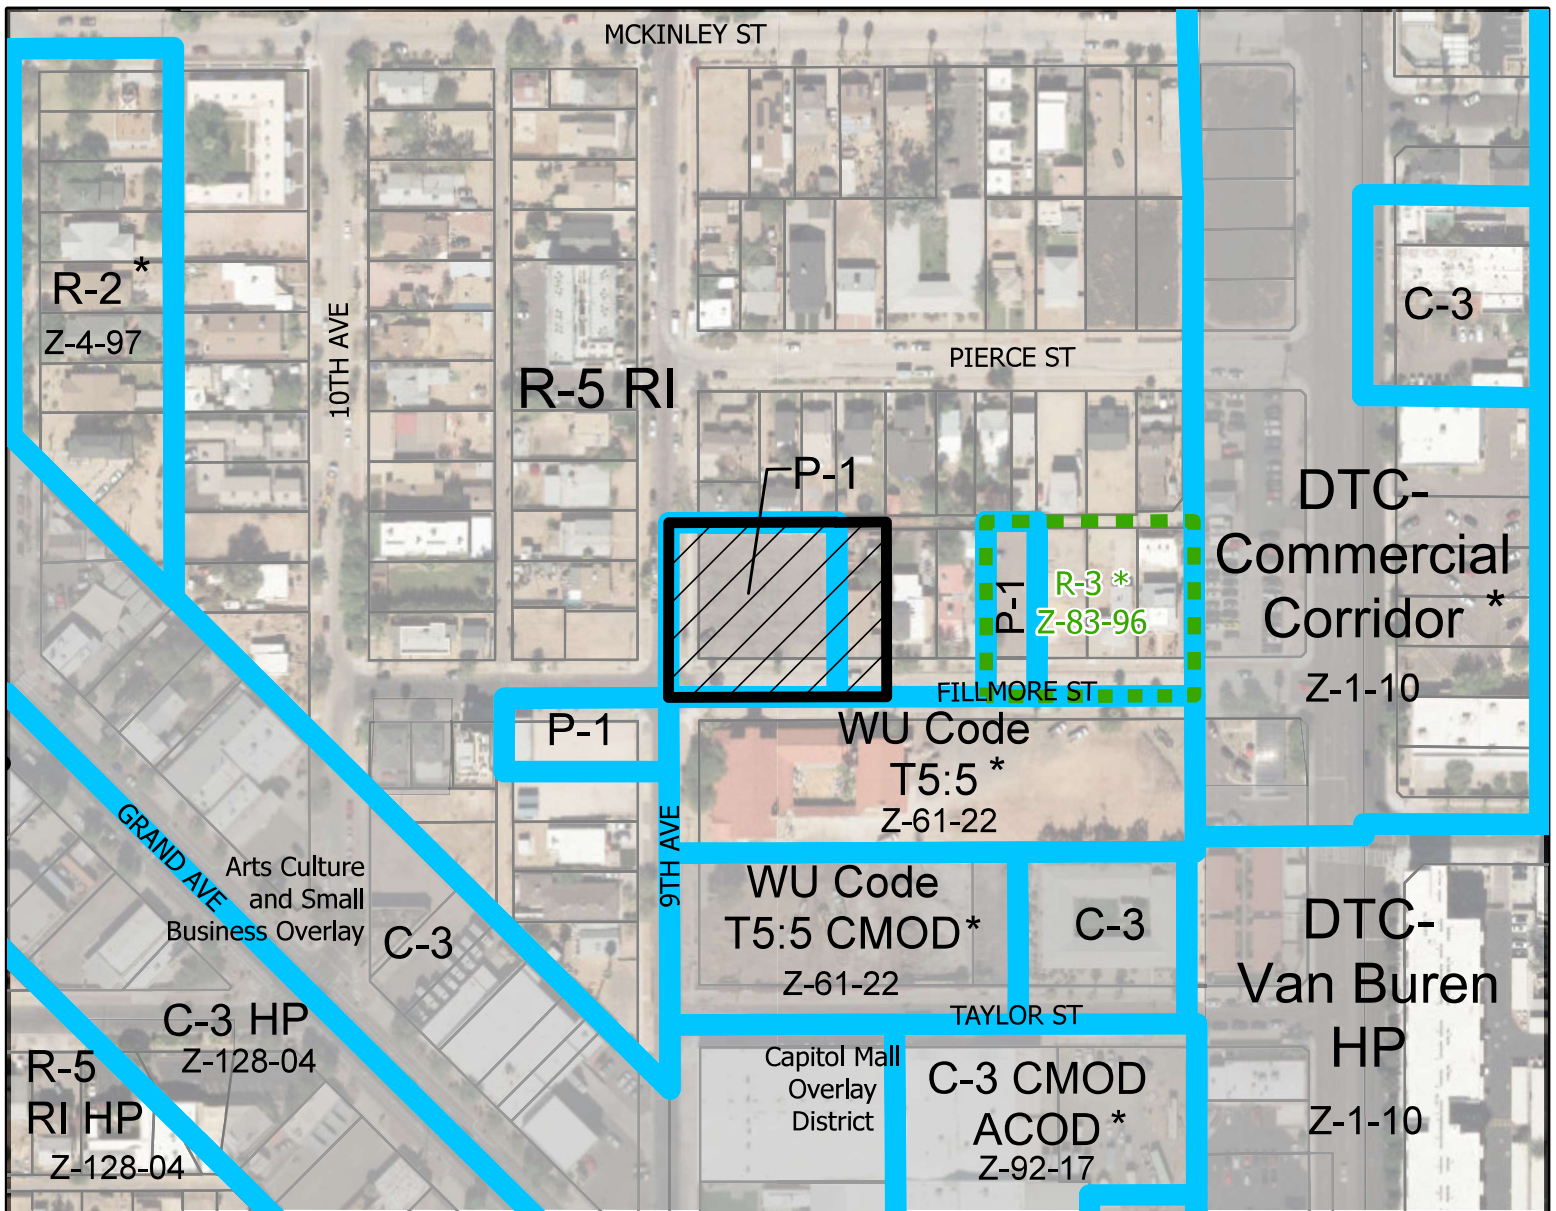 MCKINLEY ST
R-2 *
Z-4-97
10TH AVE
C-3
PIERCE ST
R-5 RI
P-1
DTC-
Commercial
Corridor *
Z-1-10
P-1
R-3 *
Z-83-96
FILLMORE ST
P-1
WU Code
T5:5 *
Z-61-22
GRAND AVE
9TH AVE
Arts Culture
and Small
Business Overlay
C-3
WU Code
T5:5 CMOD *
Z-61-22
C-3
DTC-
Van Buren
HP
Z-1-10
TAYLOR ST
C-3 HP
Z-128-04
R-5
RI HP
Z-128-04
Capitol Mall
Overlay
District
C-3 CMOD
ACOD *
Z-92-17